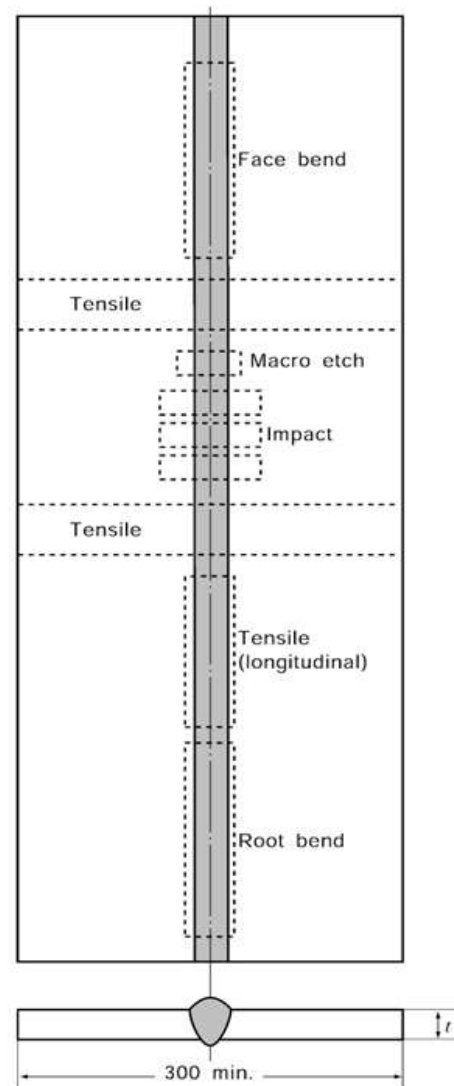 Face bend
Tensile
Macro etch
Impact
Tensile
Tensile
(longitudinal)
Root bend
t
300 min.